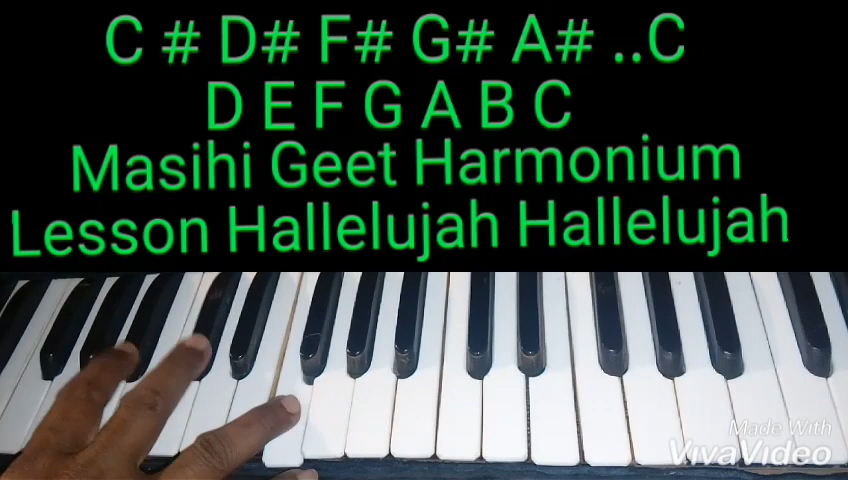 C # D# F# G# A# ..C
D E F G A B C
Masihi Geet Harmonium
Lesson Hallelujah Hallelujah
Made With
VivaVideo